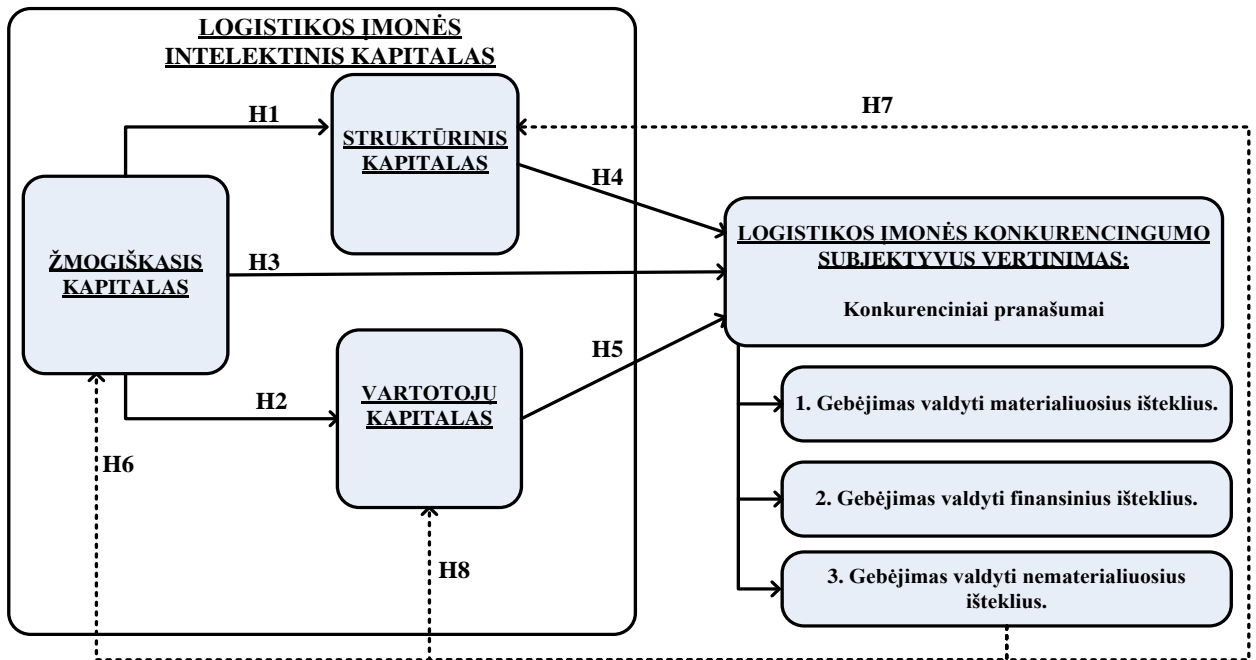 LOGISTIKOS ĮMONĖS
INTELEKTINIS KAPITALAS
H1
STRUKTŪRINIS
KAPITALAS
H7
H4
ŽMOGIŠKASIS
KAPITALAS
H3
LOGISTIKOS ĮMONĖS KONKURENCINGUMO
SUBJEKTYVUS VERTINIMAS:
Konkurenciniai pranašumai
H5
H2
VARTOTOJŲ
KAPITALAS
1. Gebėjimas valdyti materialiuosius išteklius.
H6
2. Gebėjimas valdyti finansinius išteklius.
H8
3. Gebėjimas valdyti nematerialiuosius
išteklius.